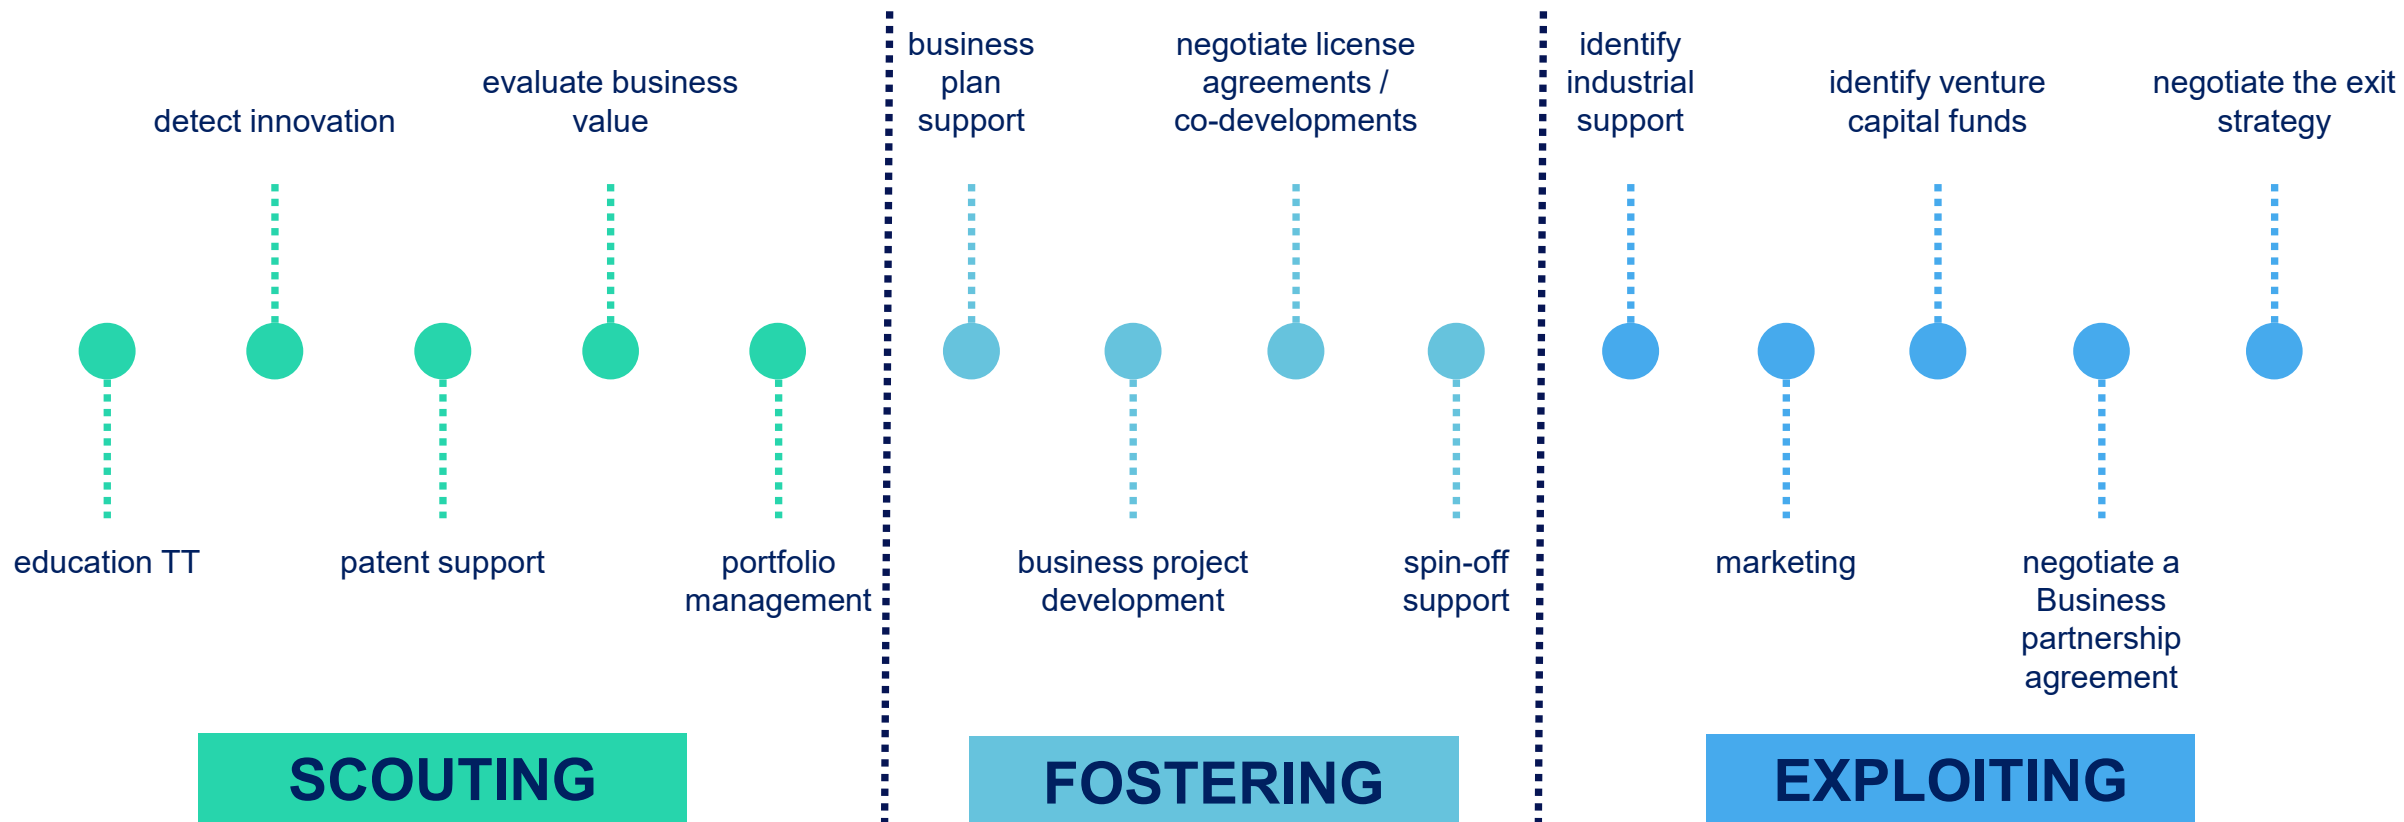 detect innovation
evaluate business
value
business
plan
support
negotiate license
agreements /
co-developments
identify
industrial
support
identify venture
capital funds
negotiate the exit
strategy
education TT
patent support
portfolio
management
business project
development
spin-off
support
marketing
negotiate a
Business
partnership
agreement
SCOUTING
FOSTERING
EXPLOITING